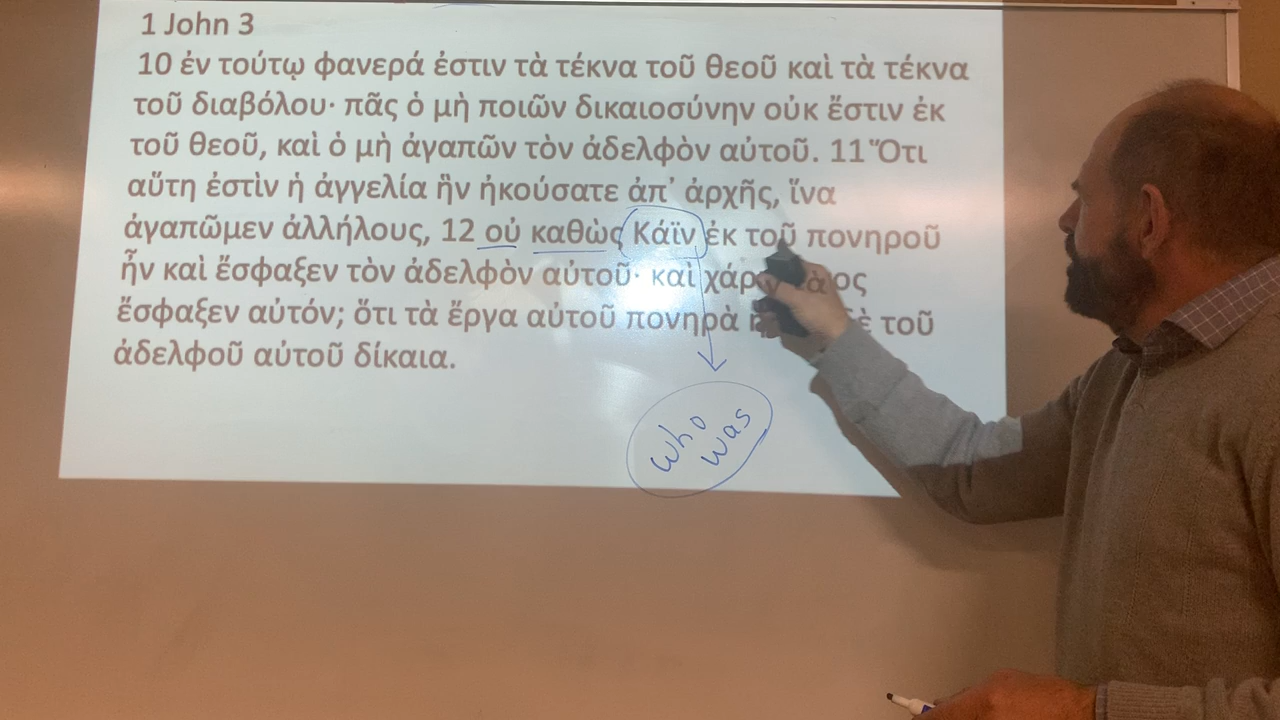 1 John 3
10 ἐν τούτῳ φανερά ἐστιν τὰ τέκνα τοῦ θεοῦ καὶ τὰ τέκνα
τοῦ διαβόλου· πᾶς ὁ μὴ ποιῶν δικαιοσύνην οὐκ ἔστιν ἐκ
τοῦ θεοῦ, καὶ ὁ μὴ ἀγαπῶν τὸν ἀδελφὸν αὐτοῦ. 11 Ὅτι
αὕτη ἐστὶν ἡ ἀγγελία ἣν ἠκούσατε ἀπ᾽ ἀρχῆς, ἵνα
ἀγαπῶμεν ἀλλήλους, 12 οὐ καθὼς Κάϊν ἐκ τοῦ πονηροῦ
ἦν καὶ ἔσφαξεν τὸν ἀδελφὸν αὐτοῦ· καὶ
ἔσφαξεν αὐτόν; ὅτι τὰ ἔργα αὐτοῦ πονηρὰ τοῦ
ἀδελφοῦ αὐτοῦ δίκαια.
who
was